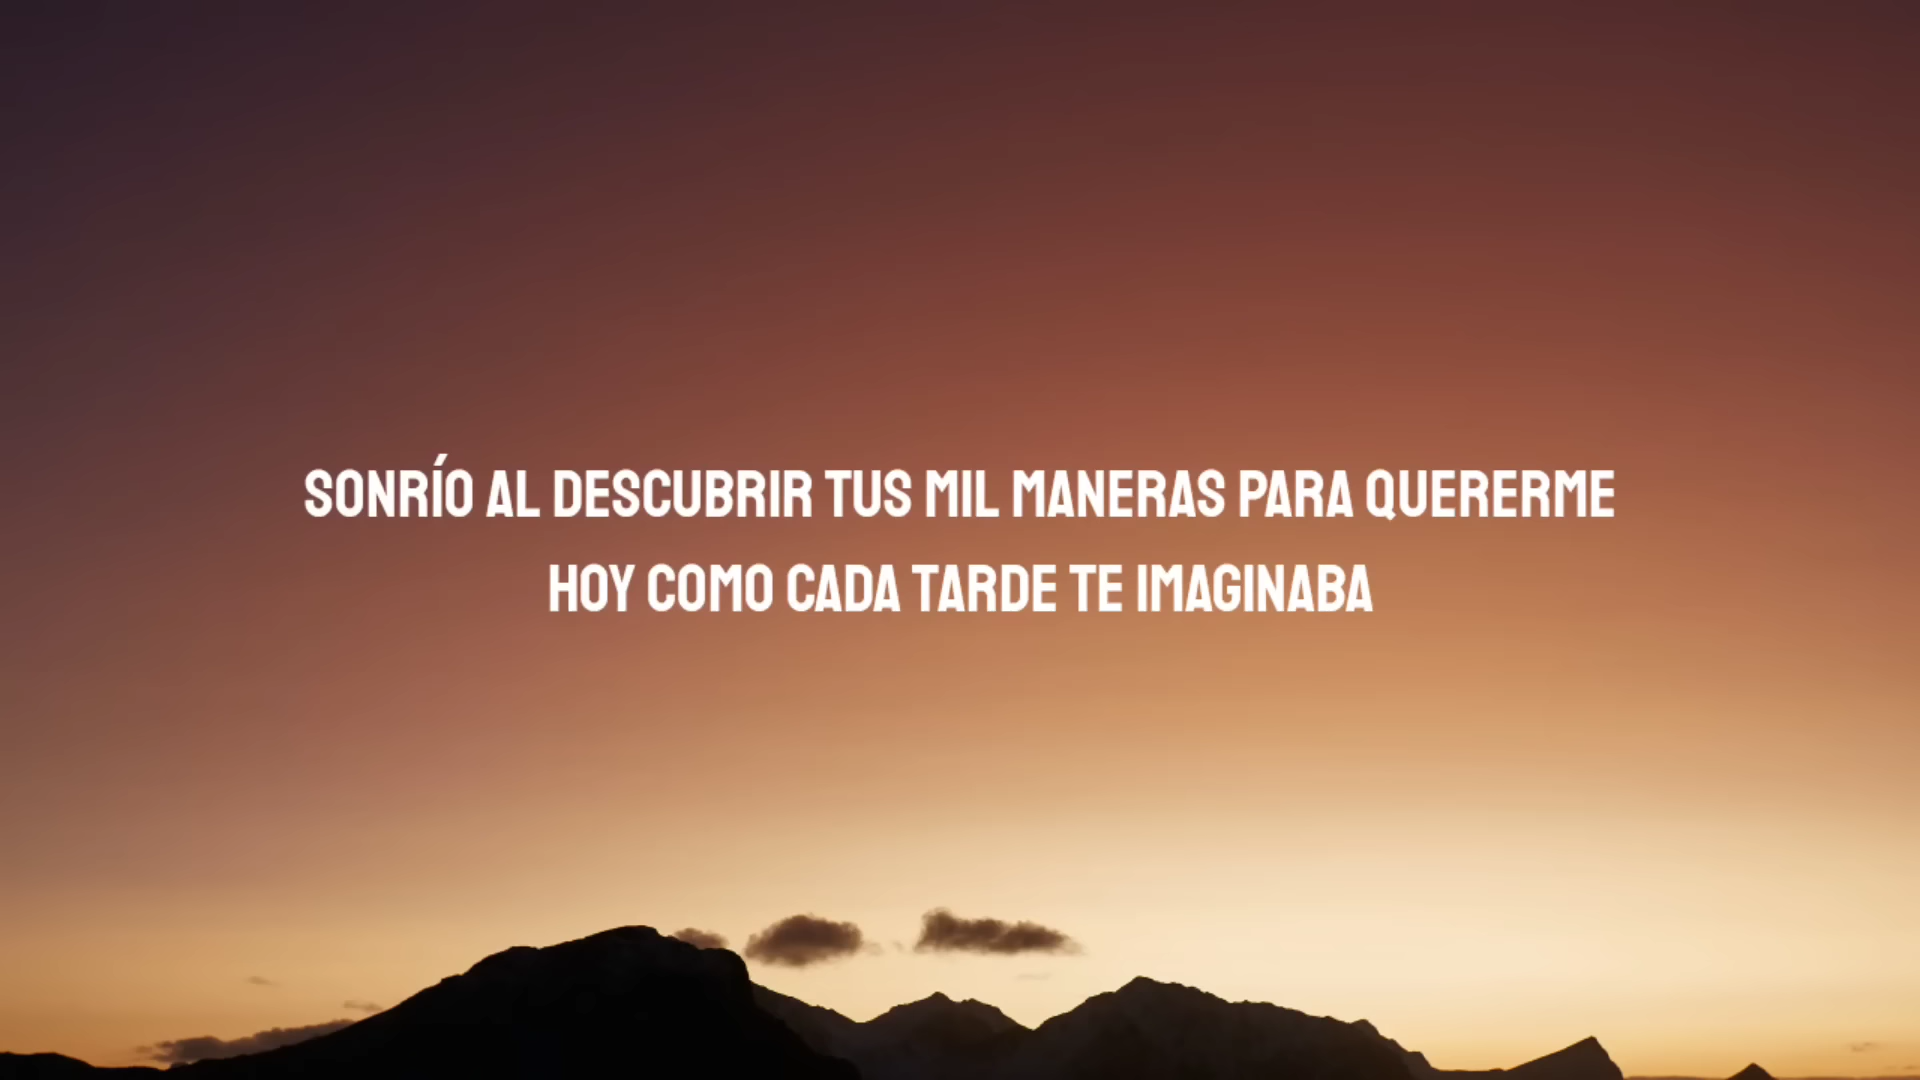 SONRÍO AL DESCUBRIR TUS MIL MANERAS PARA QUERERME
HOY COMO CADA TARDE TE IMAGINABA